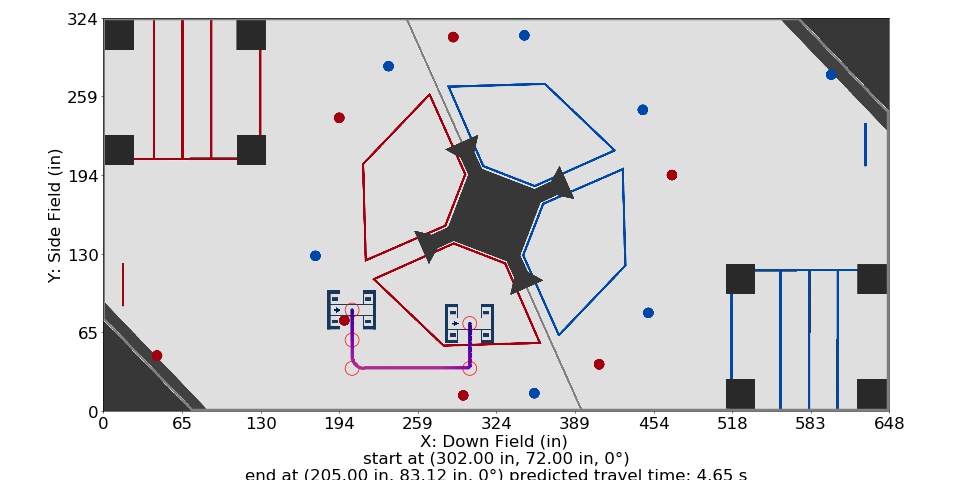 324
259
194
130
65
0
Y: Side Field (in)
0 65 130 194 259 324 389 454 518 583 648
X: Down Field (in)
start at (302.00 in, 72.00 in, 0°)
end at (205.00 in, 83.12 in, 0°) predicted travel time: 4.65 s